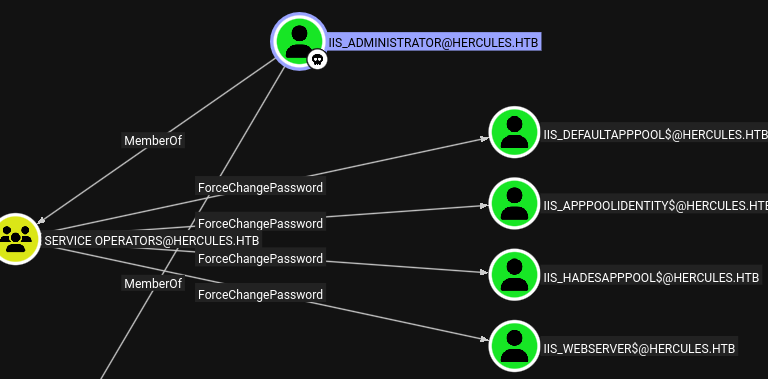 IIS_ADMINISTRATOR@HERCULES.HTB
MemberOf
IIS_DEFAULTAPPPOOL$@HERCULES.HTB
ForceChangePassword
IIS_APPPOOLIDENTITY$@HERCULES.HTB
ForceChangePassword
SERVICE OPERATORS@HERCULES.HTB
ForceChangePassword
IIS_HADESAPPPOOL$@HERCULES.HTB
MemberOf
ForceChangePassword
IIS_WEBSERVER$@HERCULES.HTB